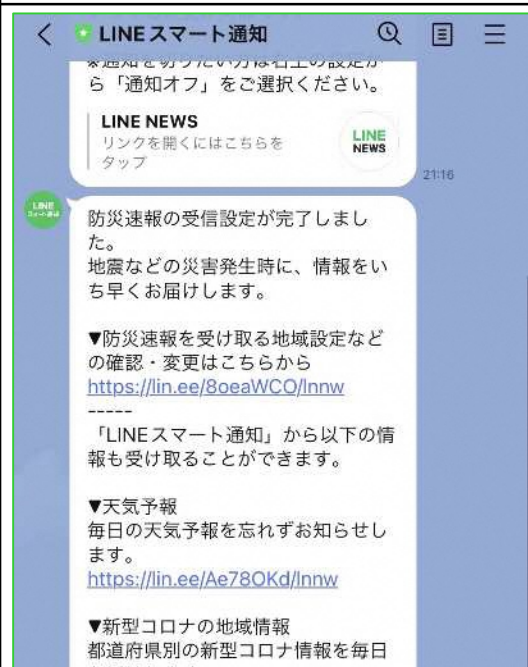 LINEスマート通知
ら「通知オフ」をご選択ください。
LINE NEWS
リンクを開くにはこちらを
タップ
LINE
NEWS
21:16
LINE
スマート通知
防災速報の受信設定が完了しまし
た。
地震などの災害発生時に、情報をい
ち早くお届けします。
▼防災速報を受け取る地域設定など
の確認・変更はこちらから
https://lin.ee/8oeaWCO/lnnw
-----
「LINEスマート通知」から以下の情
報も受け取ることができます。
▼天気予報
毎日の天気予報を忘れずお知らせし
ます。
https://lin.ee/Ae78OKd/lnnw
▼新型コロナの地域情報
都道府県別の新型コロナ情報を毎日